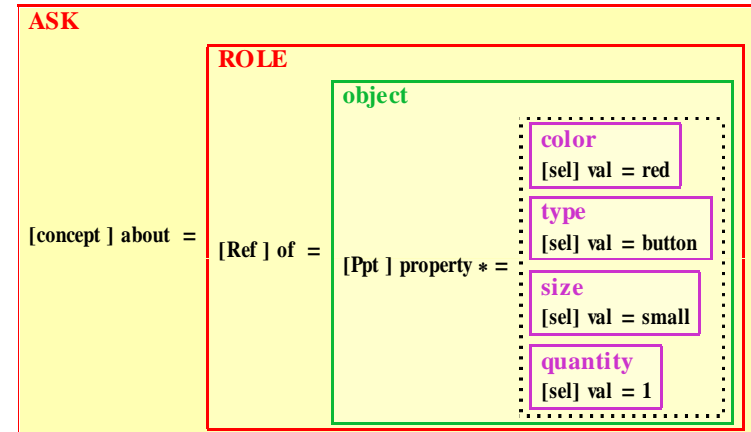 ASK
ROLE
object
color
[sel] val = red
type
[sel] val = button
[concept ] about =
[Ref ] of =
[Ppt ] property * =
size
[sel] val = small
quantity
[sel] val = 1